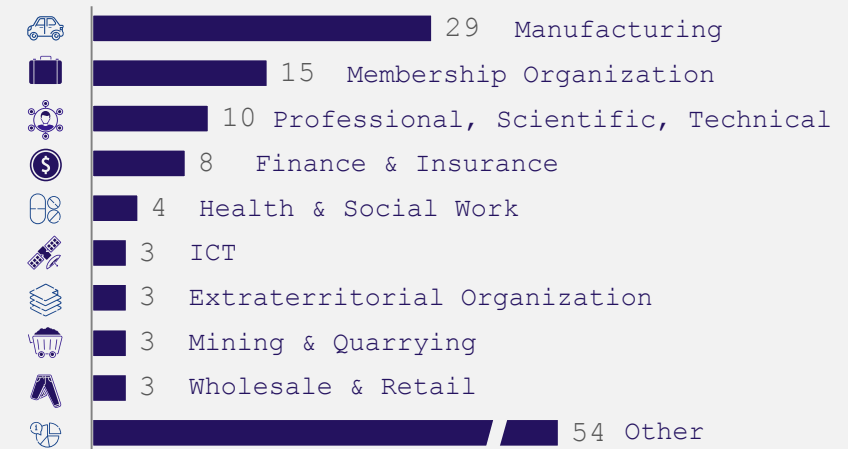 29 Manufacturing
15 Membership Organization
10 Professional, Scientific, Technical
8 Finance & Insurance
4 Health & Social Work
3 ICT
3 Extraterritorial Organization
3 Mining & Quarrying
3 Wholesale & Retail
54 Other